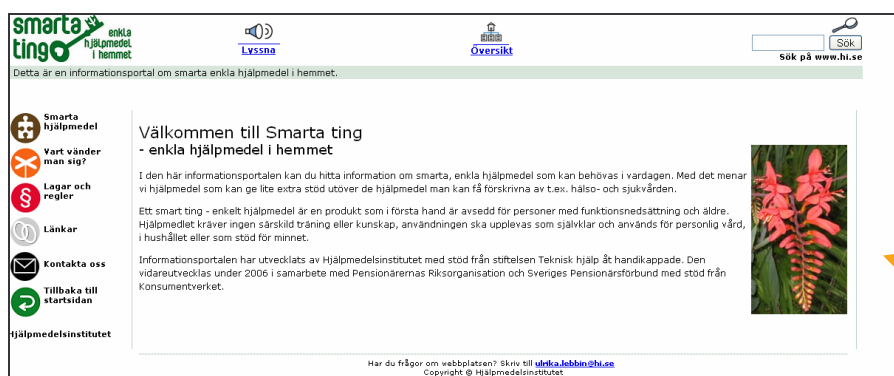 smarta ting enkla hjälpmedel i hemmet
Lyssna
Översikt
Sök
Sök på www.hi.se
Detta är en informationsportal om smarta enkla hjälpmedel i hemmet.
Smarta
hjälpmedel
Vart vänder
man sig?
Lagar och
regler
§
Länkar
Kontakta oss
Tillbaka till
startsidan
Hjälpmedelsinstitutet
Välkommen till Smarta ting
- enkla hjälpmedel i hemmet
I den här informationsportalen kan du hitta information om smarta, enkla hjälpmedel som kan behövas i vardagen. Med det menar
vi hjälpmedel som kan ge lite extra stöd utöver de hjälpmedel man kan få förskrivna av t.ex. hälso- och sjukvården.
Ett smart ting - enkelt hjälpmedel är en produkt som i första hand är avsedd för personer med funktionsnedsättning och äldre.
Hjälpmedlet kräver ingen särskild träning eller kunskap, användningen ska upplevas som självklar och används för personlig vård,
i hushållet eller som stöd för minnet.
Informationsportalen har utvecklats av Hjälpmedelsinstitutet med stöd från stiftelsen Teknisk hjälp åt handikappade. Den
vidareutvecklas under 2006 i samarbete med Pensionärernas Riksorganisation och Sveriges Pensionärsförbund med stöd från
Konsumentverket.
Har du frågor om webbplatsen? Skriv till ulrika.lebbin@hi.se
Copyright © Hjälpmedelsinstitutet